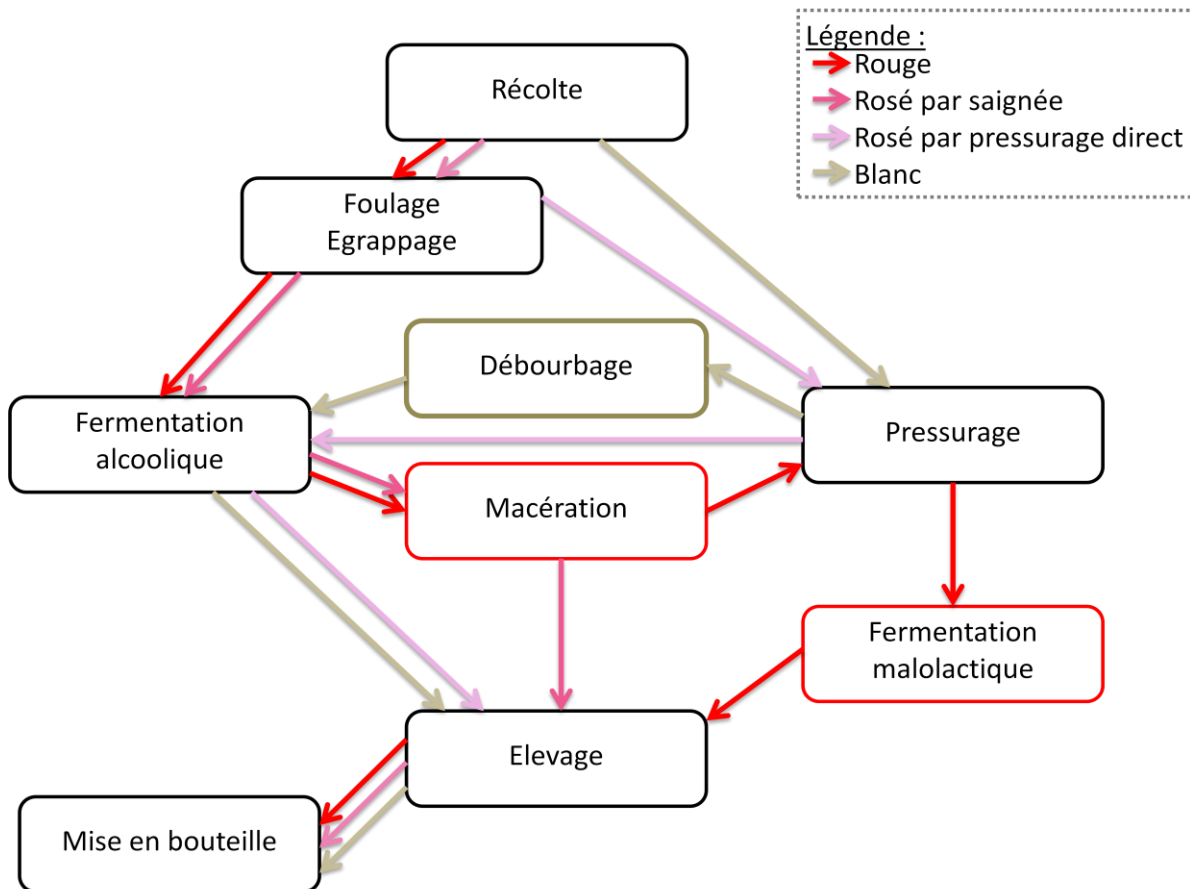 Légende :
Rouge
Rosé par saignée
Rosé par pressurage direct
Blanc
Récolte
Foulage
Egrappage
Débourbage
Fermentation
alcoolique
Pressurage
Macération
Fermentation
malolactique
Elevage
Mise en bouteille